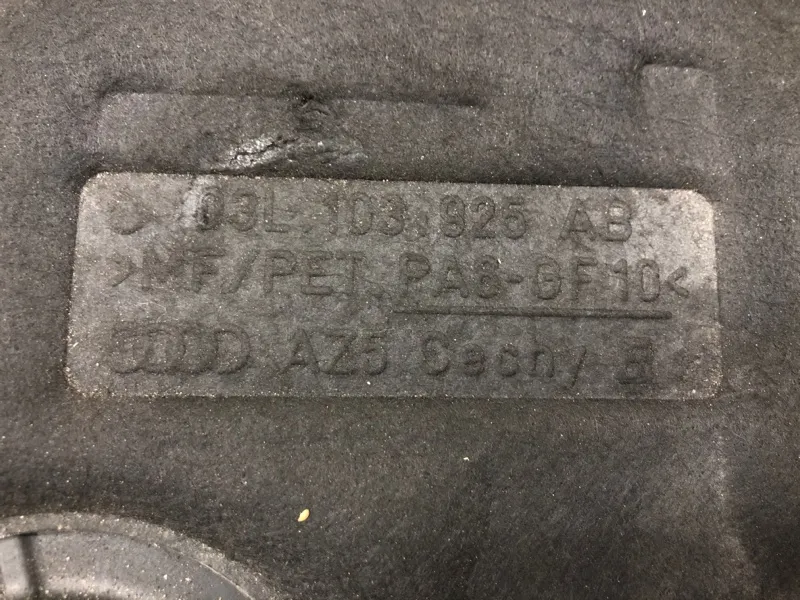 03L 103 925 AB
>MF/PET PA6-GF10<
AZ5 Cechy